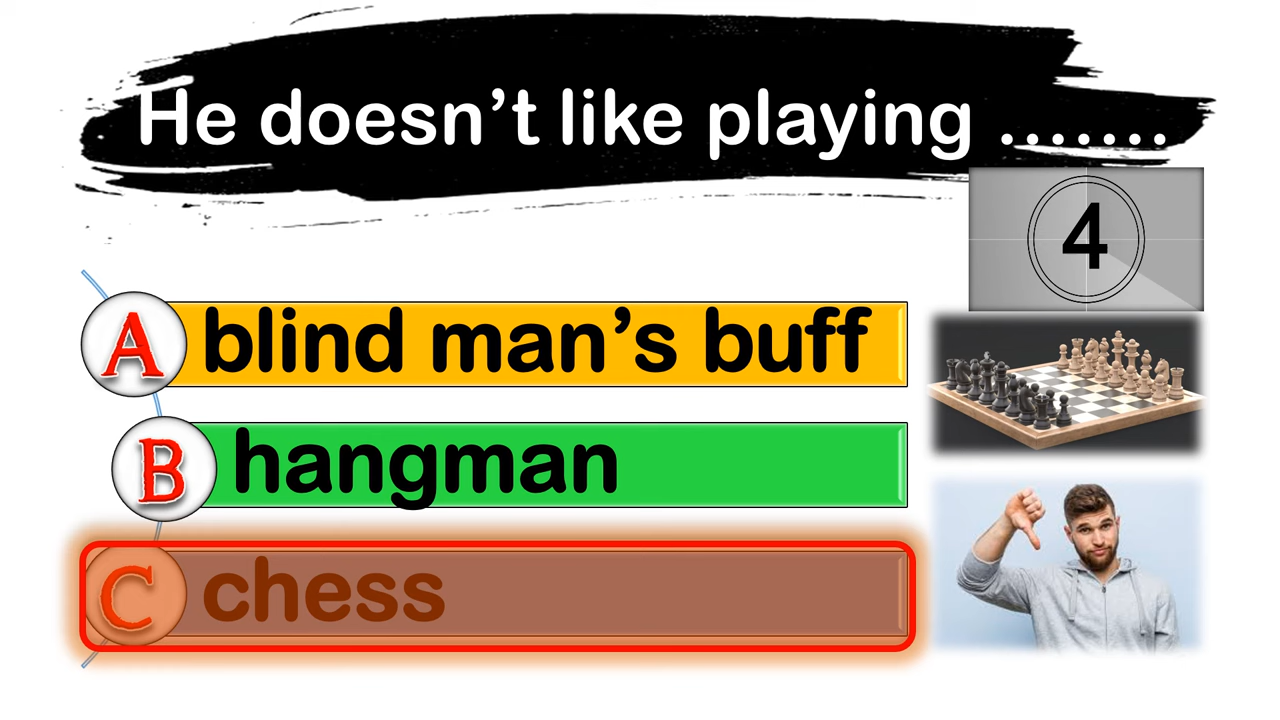 He doesn’t like playing .......
4
A blind man’s buff
B hangman
C chess